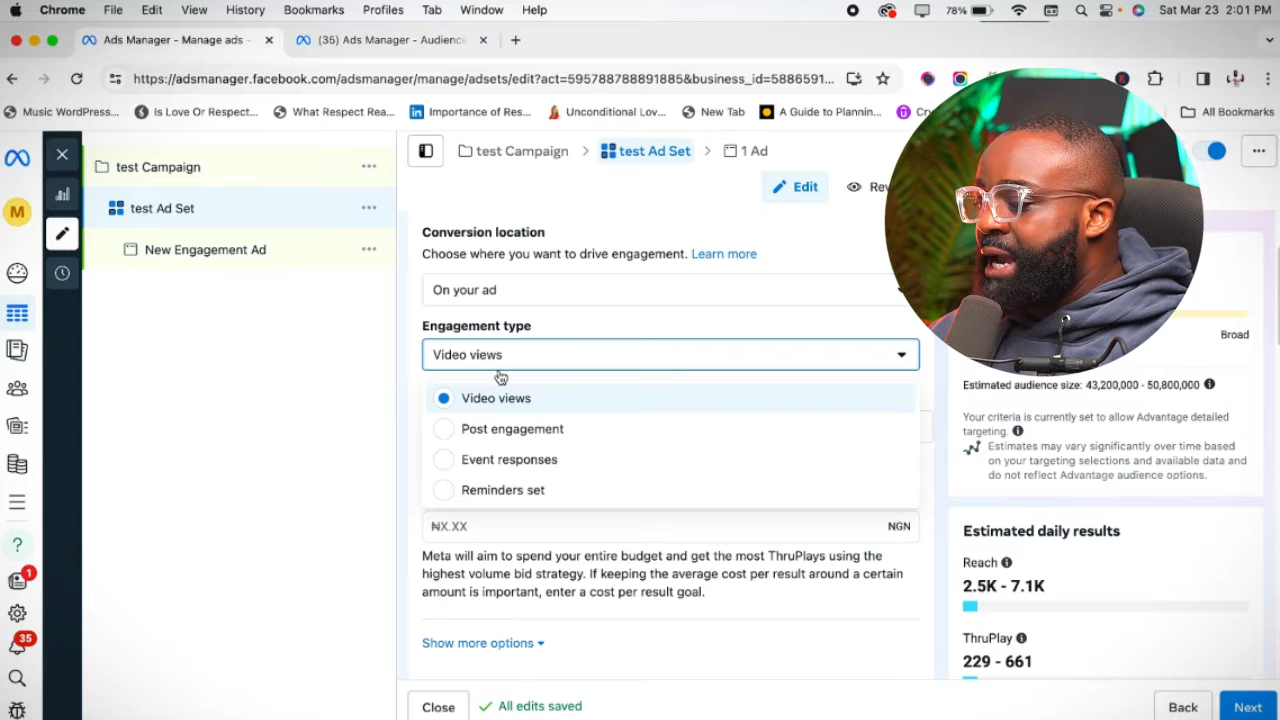 Chrome File Edit View History Bookmarks Profiles Tab Window Help 78% Sat Mar 23 2:01 PM
Ads Manager - Manage ads - (35) Ads Manager - Audience
https://adsmanager.facebook.com/adsmanager/manage/adsets/edit?act=595788788891885&business_id=5886591...
Music WordPress... Is Love Or Respect... What Respect Rea... Importance of Res... Unconditional Lov... New Tab A Guide to Plannin... All Bookmarks
test Campaign
test Ad Set
New Engagement Ad
M
1
35
test Campaign > test Ad Set > 1 Ad
Edit
Conversion location
Choose where you want to drive engagement. Learn more
On your ad
Engagement type
Video views
Video views
Post engagement
Event responses
Reminders set
₦X.XX NGN
Meta will aim to spend your entire budget and get the most ThruPlays using the
highest volume bid strategy. If keeping the average cost per result around a certain
amount is important, enter a cost per result goal.
Show more options
Close All edits saved Back Next
Broad
Estimated audience size: 43,200,000 - 50,800,000
Your criteria is currently set to allow Advantage detailed
targeting.
Estimates may vary significantly over time based
on your targeting selections and available data and
do not reflect Advantage audience options.
Estimated daily results
Reach
2.5K - 7.1K
ThruPlay
229 - 661